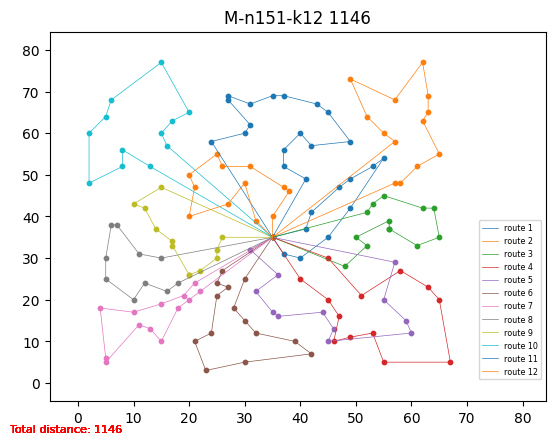 M-n151-k12 1146
80
70
60
50
40
30
20
10
0
0 10 20 30 40 50 60 70 80
route 1
route 2
route 3
route 4
route 5
route 6
route 7
route 8
route 9
route 10
route 11
route 12
Total distance: 1146